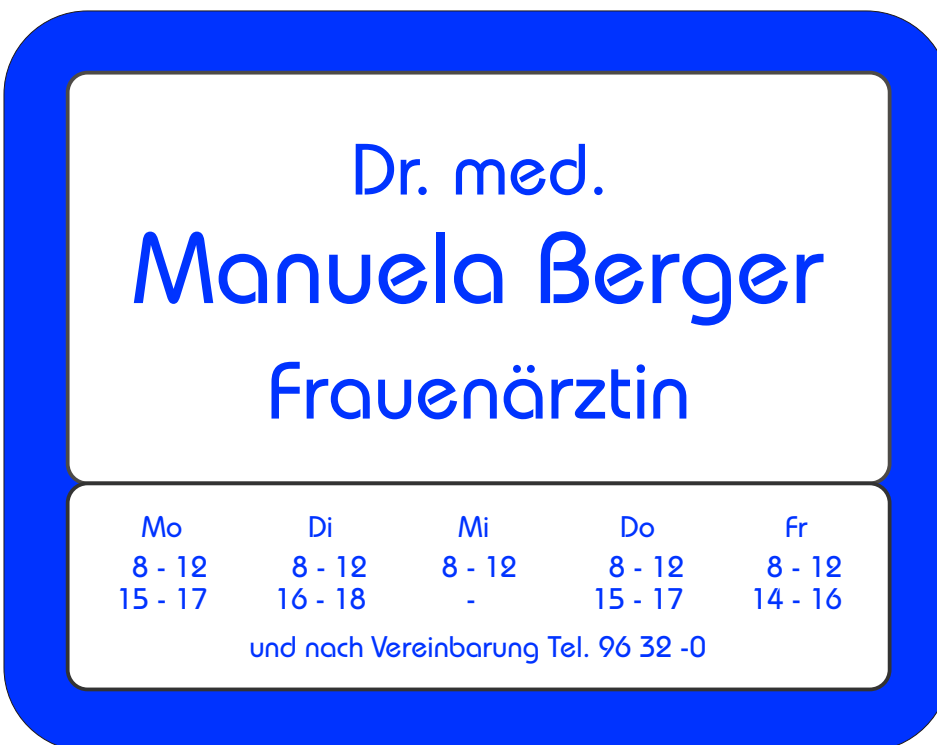 Dr. med.
Manuela Berger
Frauenärztin
Mo Di Mi Do Fr
8 - 12 8 - 12 8 - 12 8 - 12 8 - 12
15 - 17 16 - 18 - 15 - 17 14 - 16
und nach Vereinbarung Tel. 96 32 -0